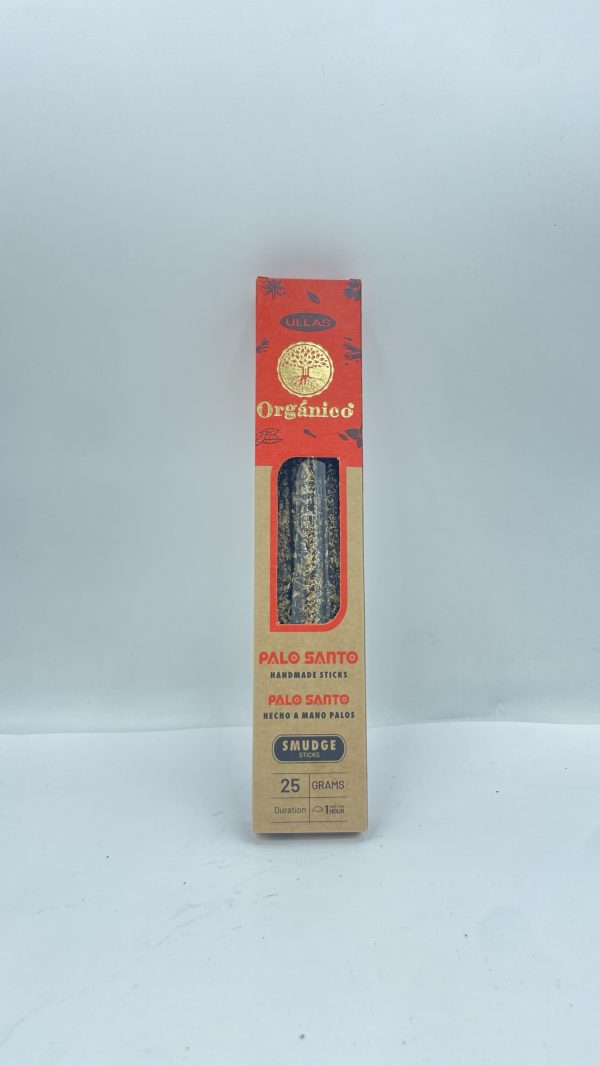 ULLAS
Orgánico
PALO SANTO
HANDMADE STICKS
PALO SANTO
HECHO A MANO PALOS
SMUDGE
STICKS
25 GRAMS
Duration 1
HOUR